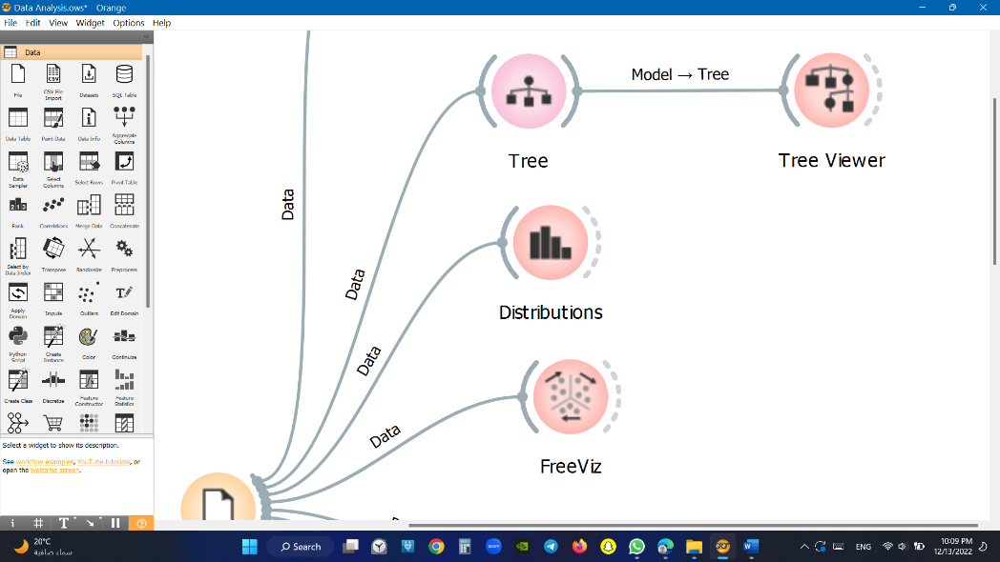 Data Analysis.ows* - Orange
File Edit View Widget Options Help
Data
File
CSV File Import
Datasets
SQL Table
Data Table
Paint Data
Data Info
Aggregate Columns
Data Sampler
Select Columns
Select Rows
Pivot Table
Rank
Correlations
Merge Data
Concatenate
Select by Data Index
Transpose
Randomize
Preprocess
Apply Domain
Impute
Outliers
Edit Domain
Python Script
Create Instance
Color
Continuize
Create Class
Discretize
Feature Constructor
Feature Statistics
Select a widget to show its description.
See workflow examples, YouTube tutorials, or
open the welcome screen.
Model → Tree
Tree
Tree Viewer
Data
Data
Distributions
Data
Data
FreeViz
20°C
سماء صافية
Search
ENG
10:09 PM
12/13/2022